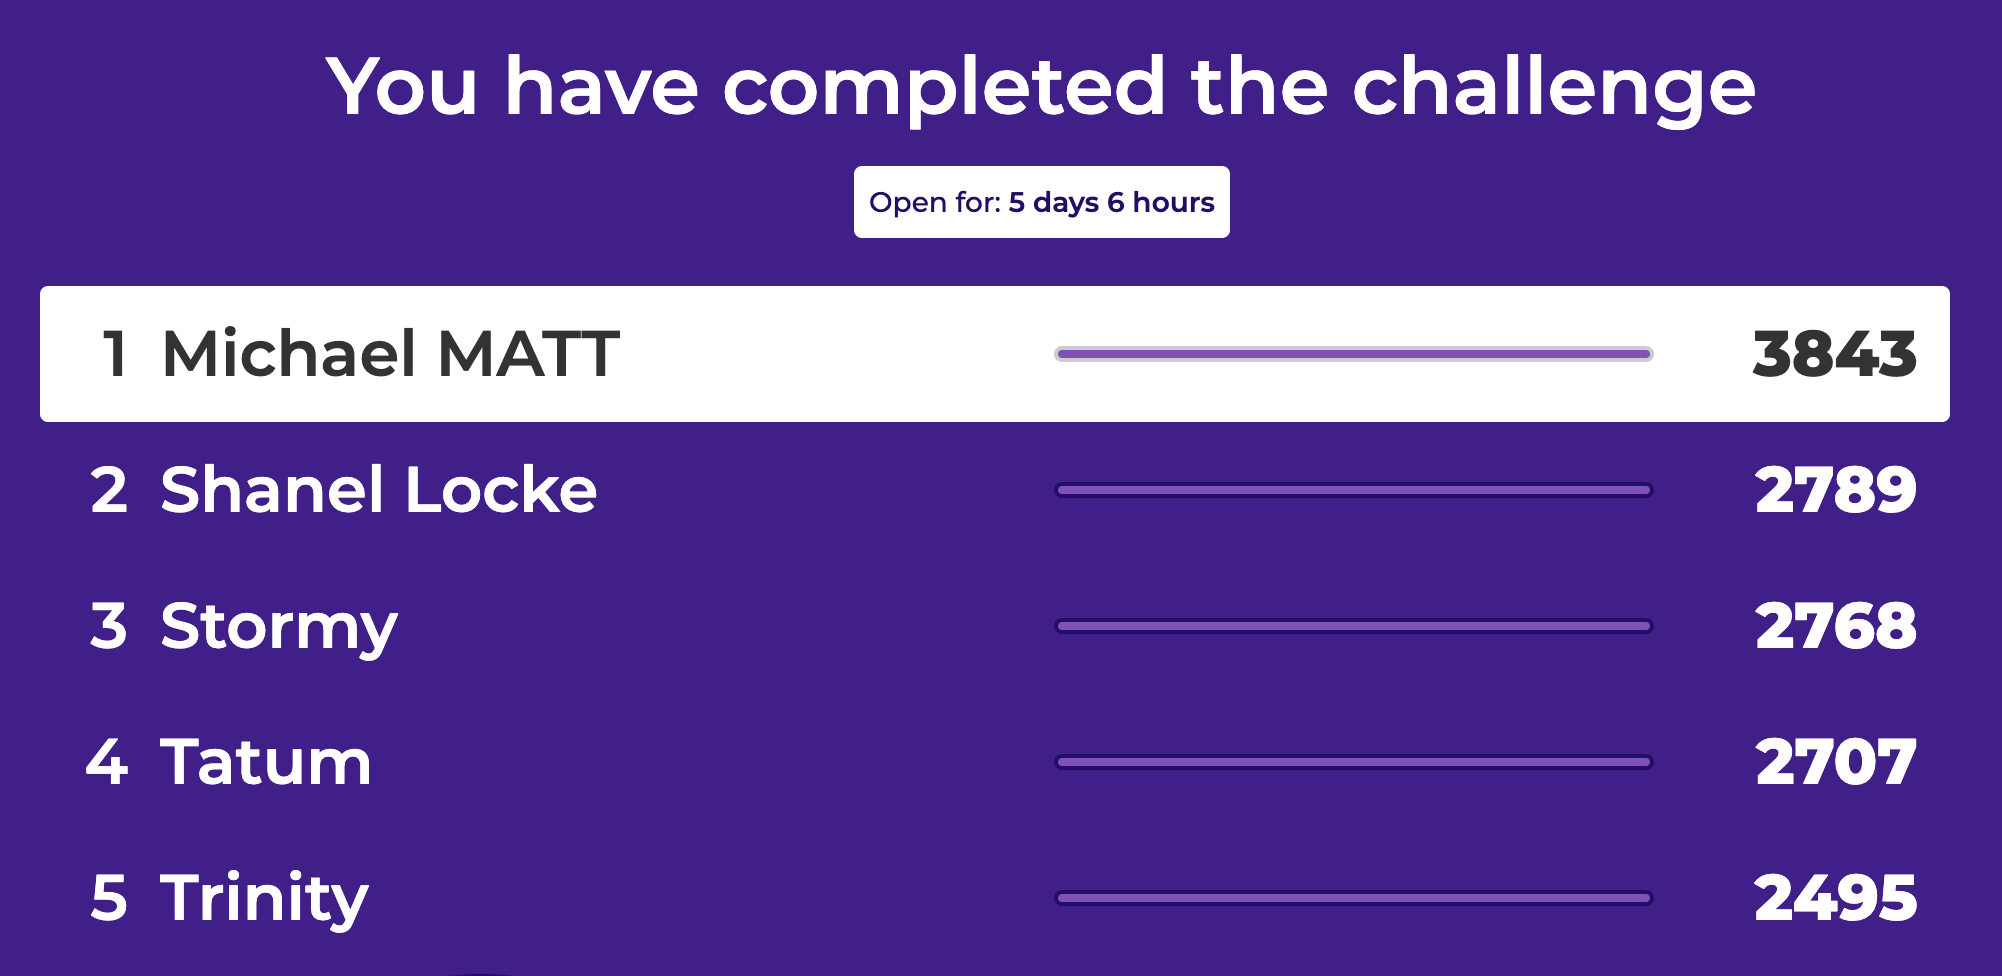 You have completed the challenge
Open for: 5 days 6 hours
1 Michael MATT 3843
2 Shanel Locke 2789
3 Stormy 2768
4 Tatum 2707
5 Trinity 2495